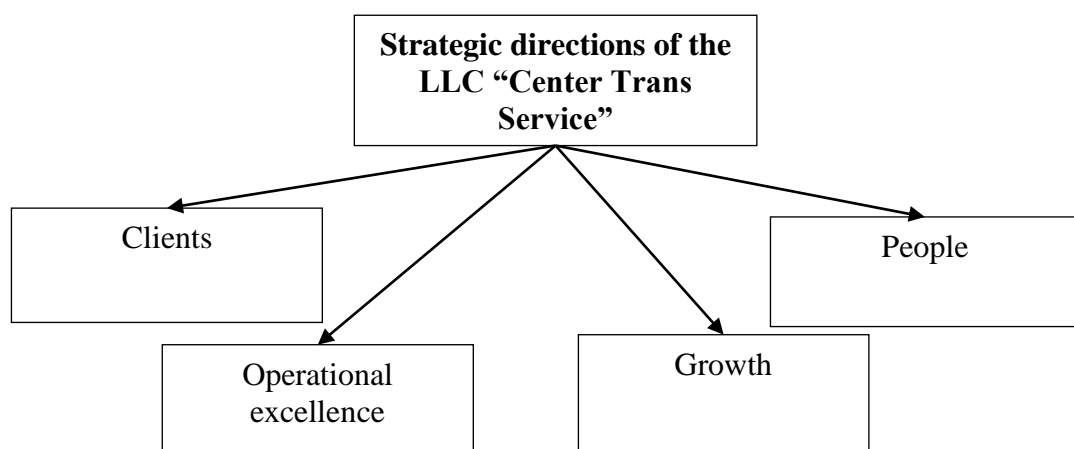 Strategic directions of the
LLC “Center Trans
Service”
Clients
People
Operational
excellence
Growth